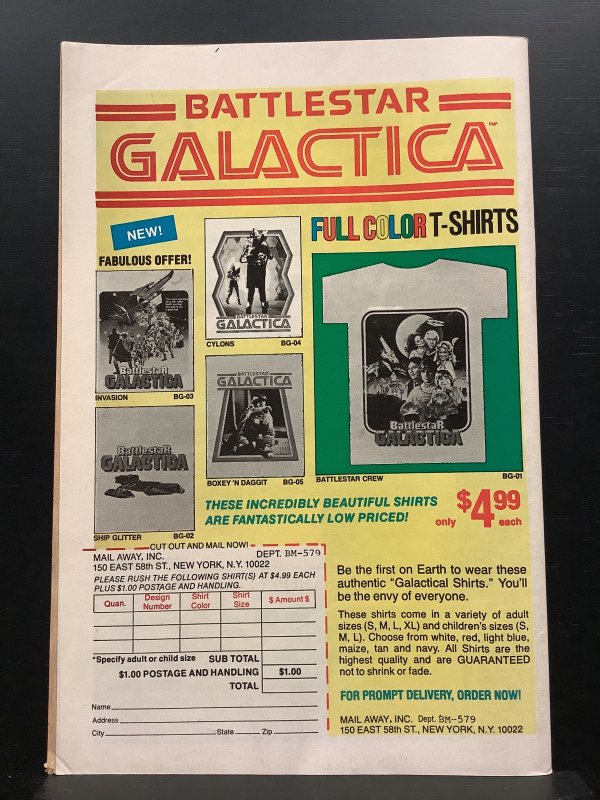 BATTLESTAR
GALACTICA™
NEW!
FABULOUS OFFER!
FULL COLOR T-SHIRTS
BATTLESTAR
GALACTICA
CYLONS BG-04
Battlestar
GALACTICA
INVASION BG-03
BATTLESTAR
GALACTICA
BOXEY 'N DAGGIT BG-05
Battlestar
GALACTICA
BATTLESTAR CREW BG-01
Battlestar
GALACTICA
SHIP GLITTER BG-02
THESE INCREDIBLY BEAUTIFUL SHIRTS
ARE FANTASTICALLY LOW PRICED!
only $4.99 each
CUT OUT AND MAIL NOW!
MAIL AWAY, INC. DEPT. BM-579
150 EAST 58th ST., NEW YORK, N.Y. 10022
PLEASE RUSH THE FOLLOWING SHIRT(S) AT $4.99 EACH
PLUS $1.00 POSTAGE AND HANDLING.
Quan. Design Number Shirt Color Shirt Size $ Amount $
*Specify adult or child size SUB TOTAL
$1.00 POSTAGE AND HANDLING $1.00
TOTAL
Name
Address
City State Zip
Be the first on Earth to wear these
authentic "Galactical Shirts." You'll
be the envy of everyone.
These shirts come in a variety of adult
sizes (S, M, L, XL) and children's sizes (S,
M, L). Choose from white, red, light blue,
maize, tan and navy. All Shirts are the
highest quality and are GUARANTEED
not to shrink or fade.
FOR PROMPT DELIVERY, ORDER NOW!
MAIL AWAY, INC. Dept. BM-579
150 EAST 58th ST., NEW YORK, N.Y. 10022